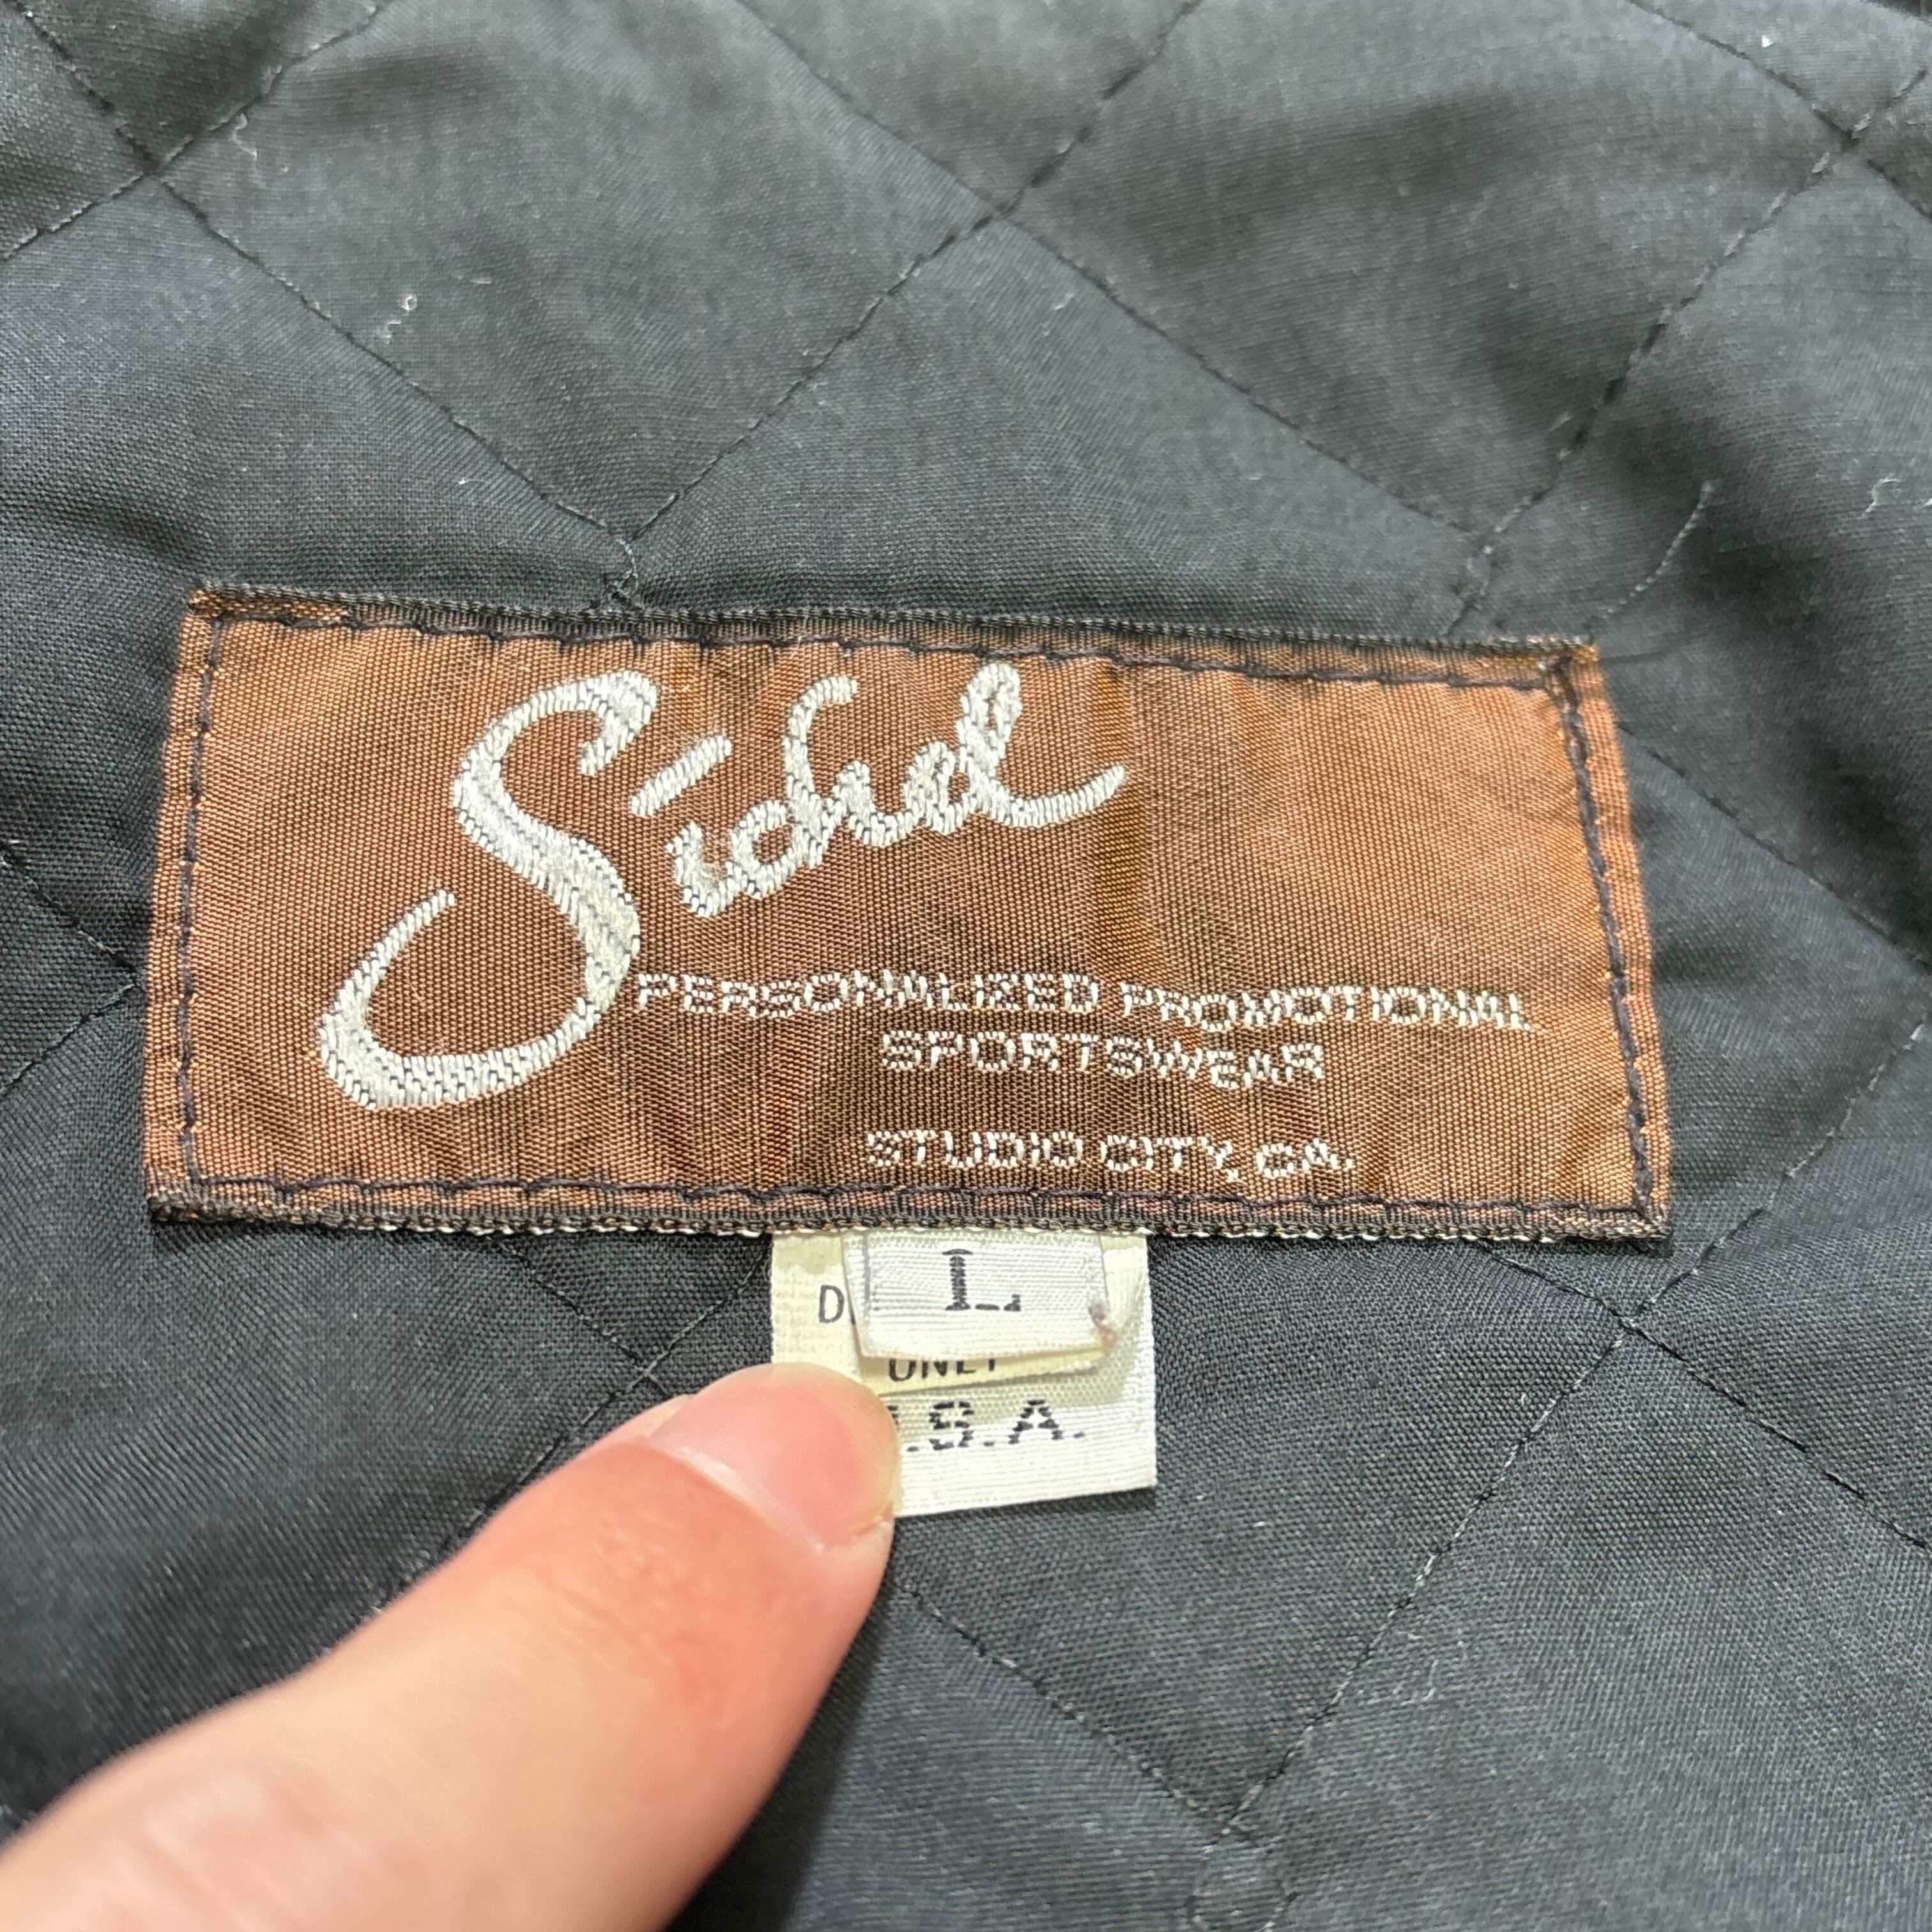 Sichel
PERSONALIZED PROMOTIONAL
SPORTSWEAR
STUDIO CITY, CA.
L
ONLY
.S.A.